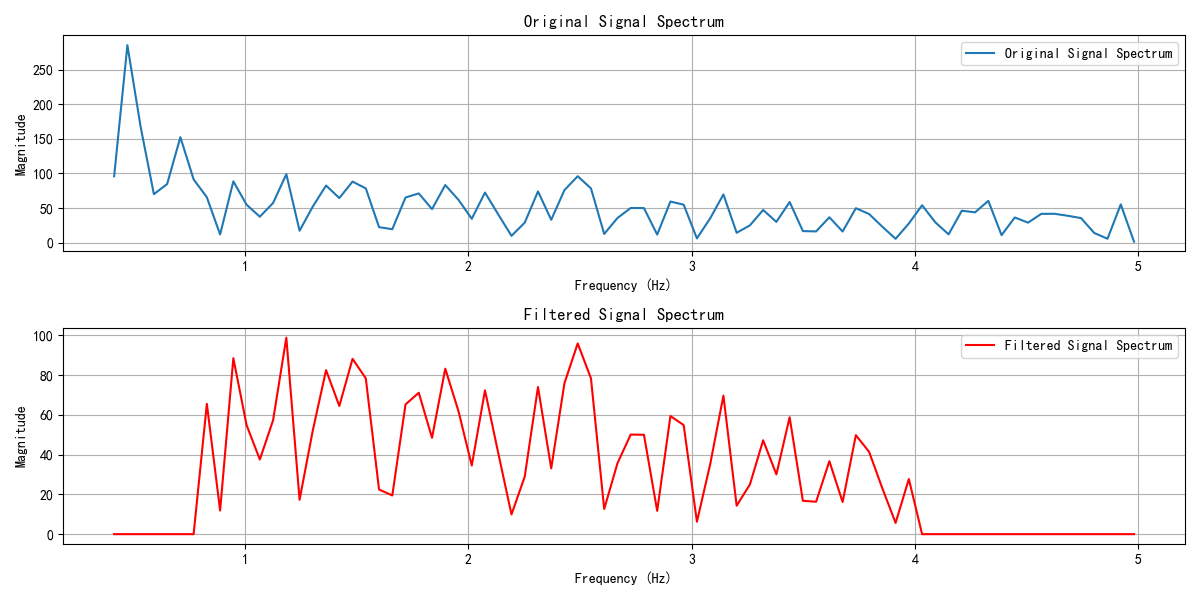 Original Signal Spectrum
Original Signal Spectrum
Magnitude
250
200
150
100
50
0
1 2 3 4 5
Frequency (Hz)
Filtered Signal Spectrum
Filtered Signal Spectrum
Magnitude
100
80
60
40
20
0
1 2 3 4 5
Frequency (Hz)